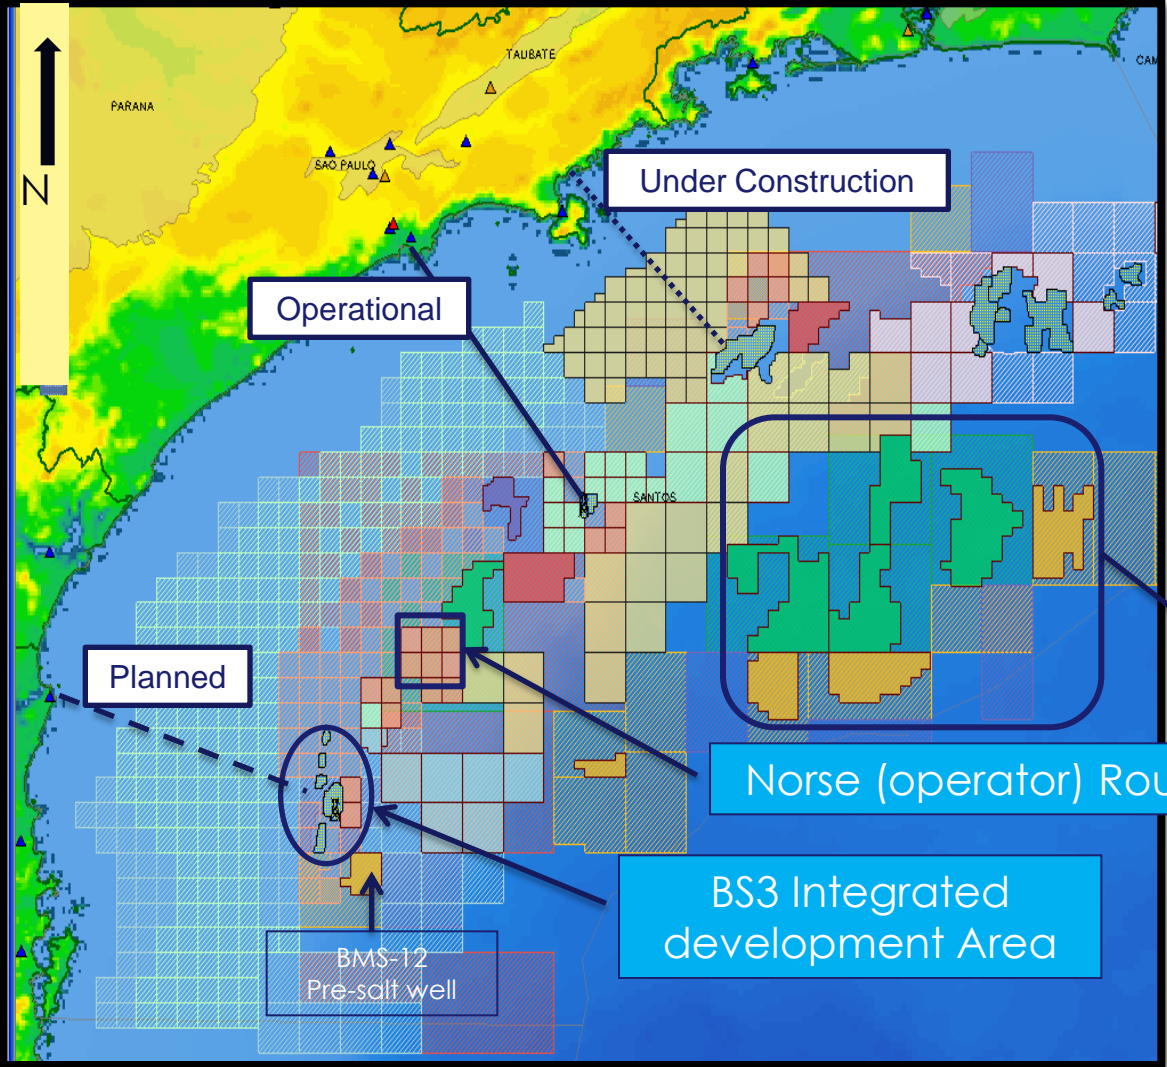 TAUBATE
CAM
PARANA
SAO PAULO
N
Under Construction
Operational
SANTOS
Planned
Norse (operator) Rou
BS3 Integrated
development Area
BMS-12
Pre-salt well